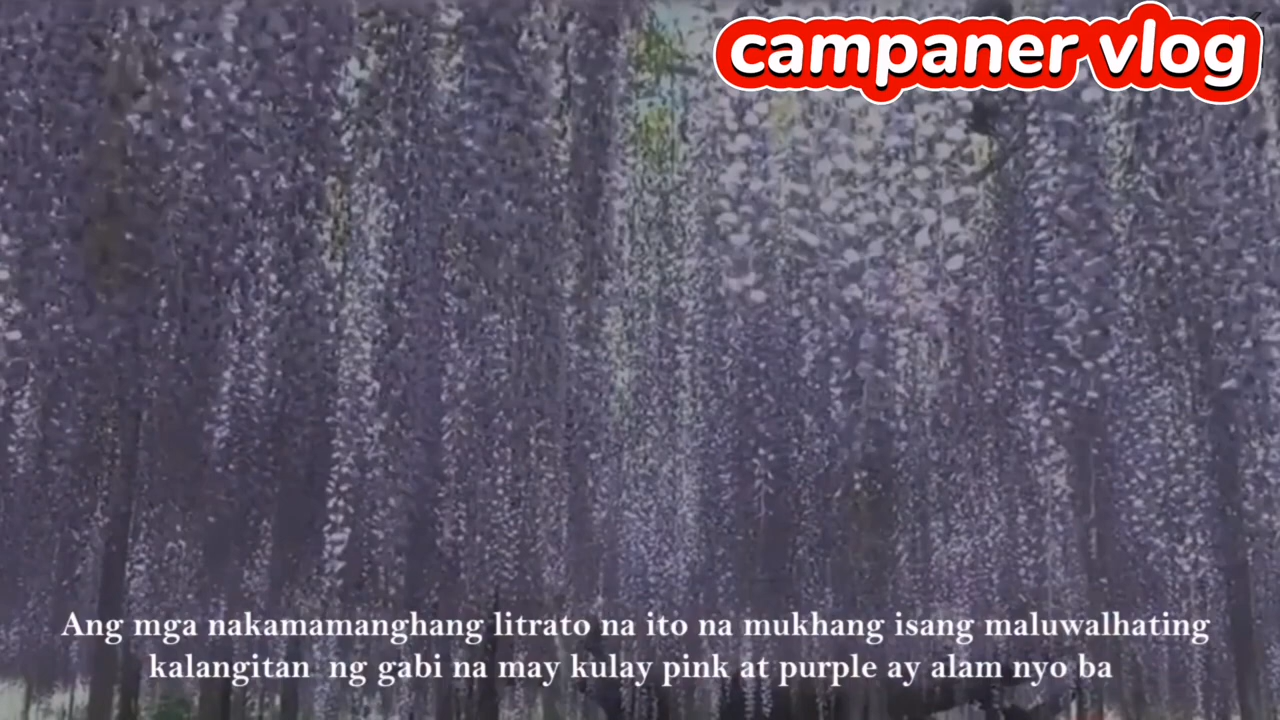 campaner vlog
Ang mga nakamamanghang litrato na ito na mukhang isang maluwalhating
kalangitan ng gabi na may kulay pink at purple ay alam nyo ba